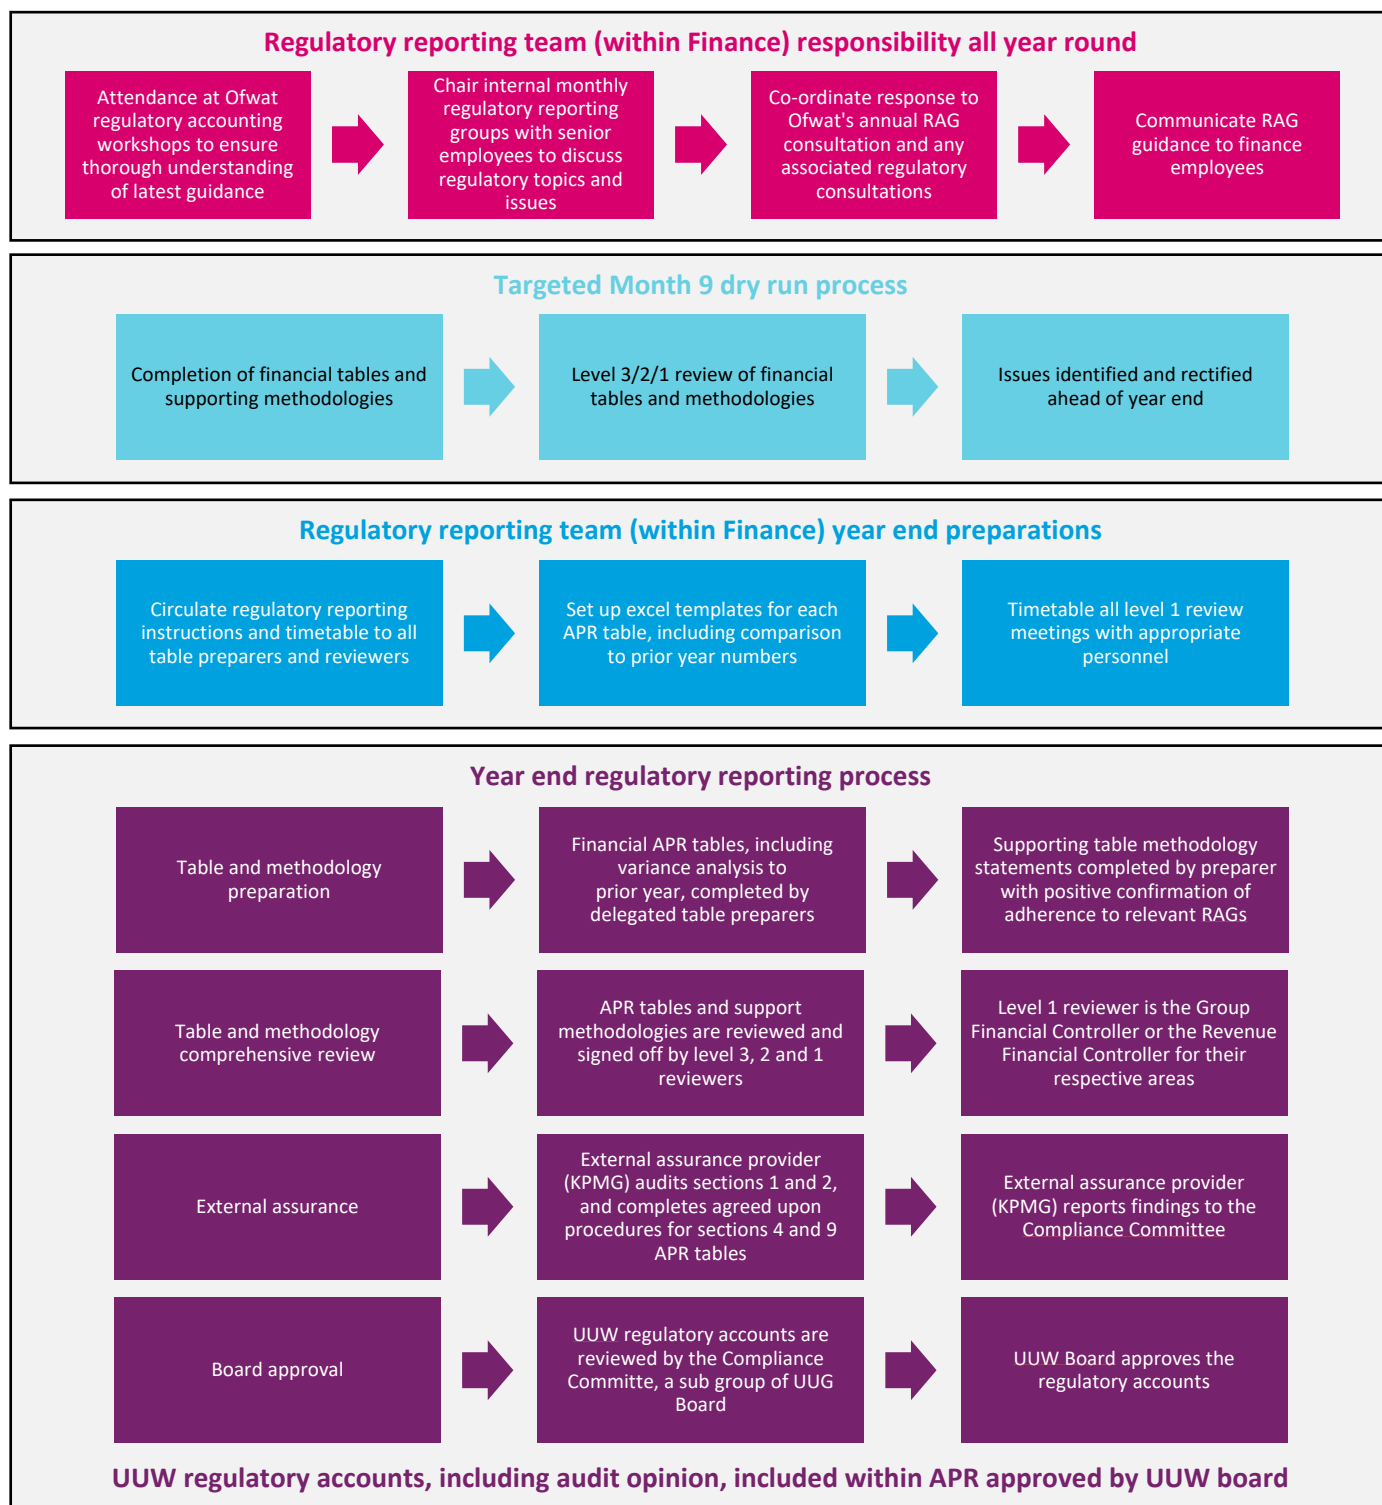 Regulatory reporting team (within Finance) responsibility all year round
Attendance at Ofwat
regulatory accounting
workshops to ensure
thorough understanding
of latest guidance
Chair internal monthly
regulatory reporting
groups with senior
employees to discuss
regulatory topics and
issues
Co-ordinate response to
Ofwat's annual RAG
consultation and any
associated regulatory
consultations
Communicate RAG
guidance to finance
employees
Targeted Month 9 dry run process
Completion of financial tables and
supporting methodologies
Level 3/2/1 review of financial
tables and methodologies
Issues identified and rectified
ahead of year end
Regulatory reporting team (within Finance) year end preparations
Circulate regulatory reporting
instructions and timetable to all
table preparers and reviewers
Set up excel templates for each
APR table, including comparison
to prior year numbers
Timetable all level 1 review
meetings with appropriate
personnel
Year end regulatory reporting process
Table and methodology
preparation
Financial APR tables, including
variance analysis to
prior year, completed by
delegated table preparers
Supporting table methodology
statements completed by preparer
with positive confirmation of
adherence to relevant RAGs
Table and methodology
comprehensive review
APR tables and support
methodologies are reviewed and
signed off by level 3, 2 and 1
reviewers
Level 1 reviewer is the Group
Financial Controller or the Revenue
Financial Controller for their
respective areas
External assurance
External assurance provider
(KPMG) audits sections 1 and 2,
and completes agreed upon
procedures for sections 4 and 9
APR tables
External assurance provider
(KPMG) reports findings to the
Compliance Committee
Board approval
UUW regulatory accounts are
reviewed by the Compliance
Committe, a sub group of UUG
Board
UUW Board approves the
regulatory accounts
UUW regulatory accounts, including audit opinion, included within APR approved by UUW board